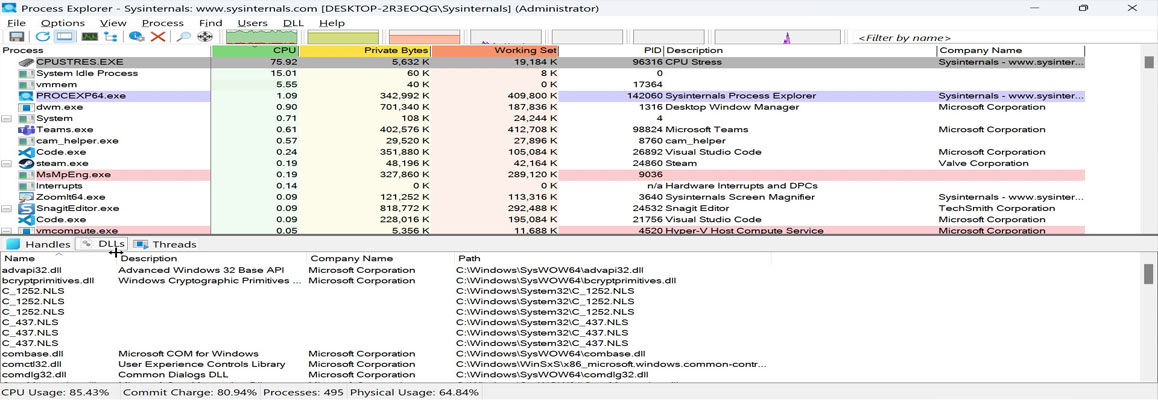 Process Explorer - Sysinternals: www.sysinternals.com [DESKTOP-2R3EOQG\Sysinternals] (Administrator)
File Options View Process Find Users DLL Help
<Filter by name>
Process CPU Private Bytes Working Set PID Description Company Name
CPUSTRES.EXE 75.92 5,632 K 19,184 K 96316 CPU Stress Sysinternals - www.sysinter...
System Idle Process 15.01 60 K 8 K 0
vmmem 5.55 40 K 0 K 17364
PROCEXP64.exe 1.09 342,992 K 409,800 K 142060 Sysinternals Process Explorer Sysinternals - www.sysinter...
dwm.exe 0.90 701,340 K 187,836 K 1316 Desktop Window Manager Microsoft Corporation
System 0.71 108 K 24,244 K 4
Teams.exe 0.61 402,576 K 412,708 K 98824 Microsoft Teams Microsoft Corporation
cam_helper.exe 0.57 29,520 K 27,896 K 8760 cam_helper
Code.exe 0.24 351,880 K 105,084 K 26892 Visual Studio Code Microsoft Corporation
steam.exe 0.19 48,196 K 42,164 K 24860 Steam Valve Corporation
MsMpEng.exe 0.19 327,860 K 289,120 K 9036
Interrupts 0.14 0 K 0 K n/a Hardware Interrupts and DPCs
ZoomIt64.exe 0.09 121,252 K 113,316 K 3640 Sysinternals Screen Magnifier Sysinternals - www.sysinter...
SnagitEditor.exe 0.09 818,772 K 292,488 K 24532 Snagit Editor TechSmith Corporation
Code.exe 0.09 228,016 K 195,084 K 21756 Visual Studio Code Microsoft Corporation
vmcompute.exe 0.05 5,356 K 11,688 K 4520 Hyper-V Host Compute Service Microsoft Corporation
Handles DLLs Threads
Name Description Company Name Path
advapi32.dll Advanced Windows 32 Base API Microsoft Corporation C:\Windows\SysWOW64\advapi32.dll
bcryptprimitives.dll Windows Cryptographic Primitives ... Microsoft Corporation C:\Windows\SysWOW64\bcryptprimitives.dll
C_1252.NLS C:\Windows\System32\C_1252.NLS
C_1252.NLS C:\Windows\System32\C_1252.NLS
C_1252.NLS C:\Windows\System32\C_1252.NLS
C_437.NLS C:\Windows\System32\C_437.NLS
C_437.NLS C:\Windows\System32\C_437.NLS
C_437.NLS C:\Windows\System32\C_437.NLS
combase.dll Microsoft COM for Windows Microsoft Corporation C:\Windows\SysWOW64\combase.dll
comctl32.dll User Experience Controls Library Microsoft Corporation C:\Windows\WinSxS\x86_microsoft.windows.common-contr...
comdlg32.dll Common Dialogs DLL Microsoft Corporation C:\Windows\SysWOW64\comdlg32.dll
CPU Usage: 85.43% Commit Charge: 80.94% Processes: 495 Physical Usage: 64.84%